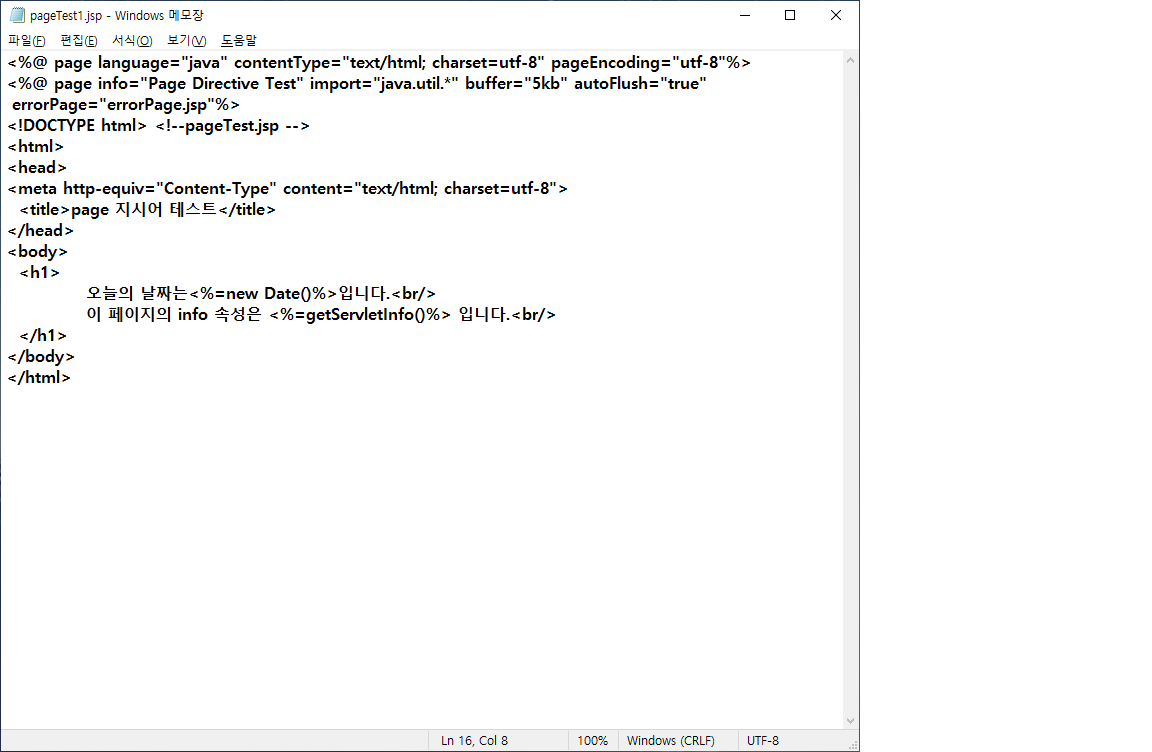 pageTest1.jsp - Windows 메모장
파일(F) 편집(E) 서식(O) 보기(V) 도움말
<%@ page language="java" contentType="text/html; charset=utf-8" pageEncoding="utf-8"%>
<%@ page info="Page Directive Test" import="java.util.*" buffer="5kb" autoFlush="true"
errorPage="errorPage.jsp"%>
<!DOCTYPE html> <!--pageTest.jsp -->
<html>
<head>
<meta http-equiv="Content-Type" content="text/html; charset=utf-8">
<title>page 지시어 테스트</title>
</head>
<body>
<h1>
오늘의 날짜는<%=new Date()%>입니다.<br/>
이 페이지의 info 속성은 <%=getServletInfo()%> 입니다.<br/>
</h1>
</body>
</html>
Ln 16, Col 8 100% Windows (CRLF) UTF-8